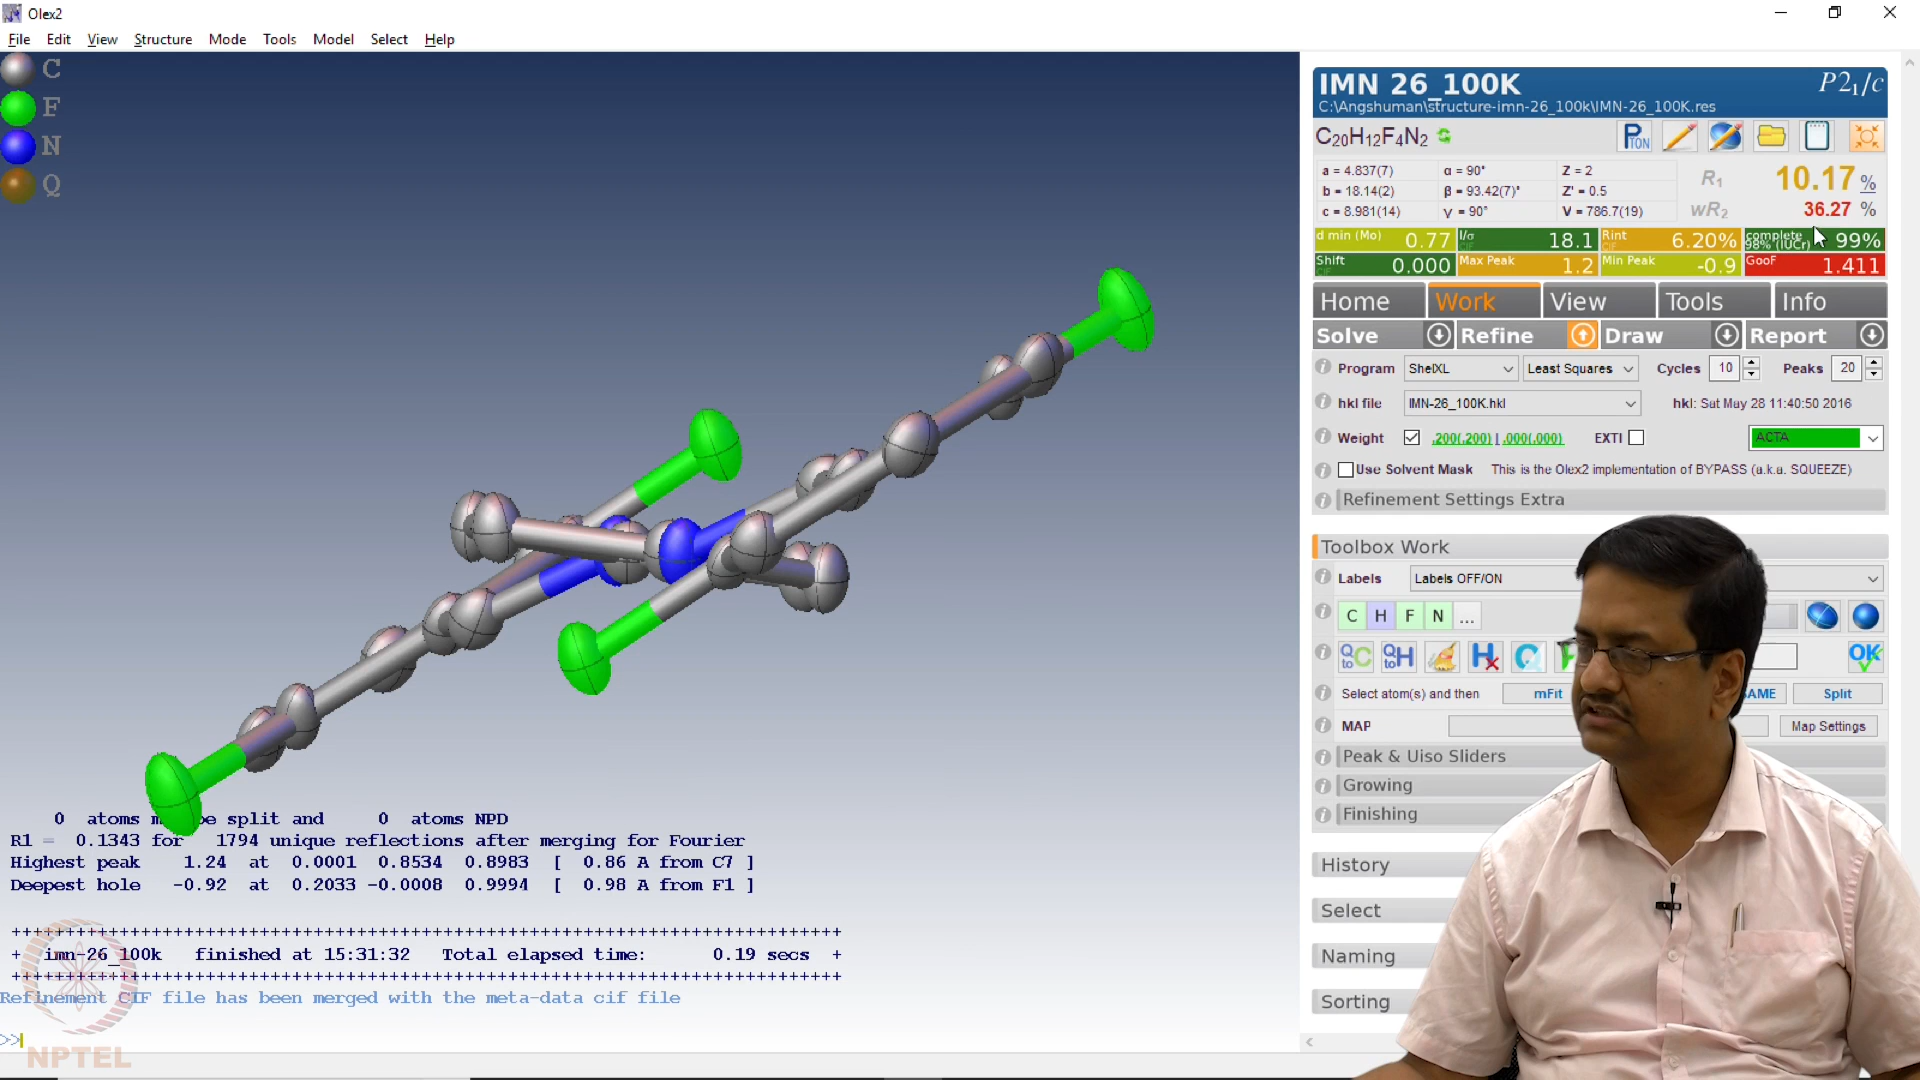 Olex2
File Edit View Structure Mode Tools Model Select Help
C
F
N
Q
IMN 26_100K P2₁/c
C:\Angshuman\structure-imn-26_100k\IMN-26_100K.res
C₂₀H₁₂F₄N₂ PTON
a = 4.837(7) α = 90° Z = 2 R₁ 10.17 %
b = 18.14(2) β = 93.42(7)° Z' = 0.5
c = 8.981(14) γ = 90° V = 786.7(19) wR₂ 36.27 %
d min (Mo) 0.77 I/σ CIF 18.1 Rint CIF 6.20% complete 98% (IUCr) 99%
Shift CIF 0.000 Max Peak 1.2 Min Peak -0.9 GooF 1.411
Home Work View Tools Info
Solve Refine Draw Report
Program ShelXL Least Squares Cycles 10 Peaks 20
hkl file IMN-26_100K.hkl hkl: Sat May 28 11:40:50 2016
Weight .200(.200) | .000(.000) EXTI ACTA
Use Solvent Mask This is the Olex2 implementation of BYPASS (a.k.a. SQUEEZE)
Refinement Settings Extra
Toolbox Work
Labels Labels OFF/ON
C H F N ...
Q to C Q to H H OK
Select atom(s) and then mFit AME Split
MAP Map Settings
Peak & Uiso Sliders
Growing
Finishing
History
Select
Naming
Sorting
0 atoms m be split and 0 atoms NPD
R1 = 0.1343 for 1794 unique reflections after merging for Fourier
Highest peak 1.24 at 0.0001 0.8534 0.8983 [ 0.86 A from C7 ]
Deepest hole -0.92 at 0.2033 -0.0008 0.9994 [ 0.98 A from F1 ]
+++++++++++++++++++++++++++++++++++++++++++++++++++++++++++++++++++++++++++
+ imn-26_100k finished at 15:31:32 Total elapsed time: 0.19 secs +
+++++++++++++++++++++++++++++++++++++++++++++++++++++++++++++++++++++++++++
Refinement CIF file has been merged with the meta-data cif file
>>
NPTEL